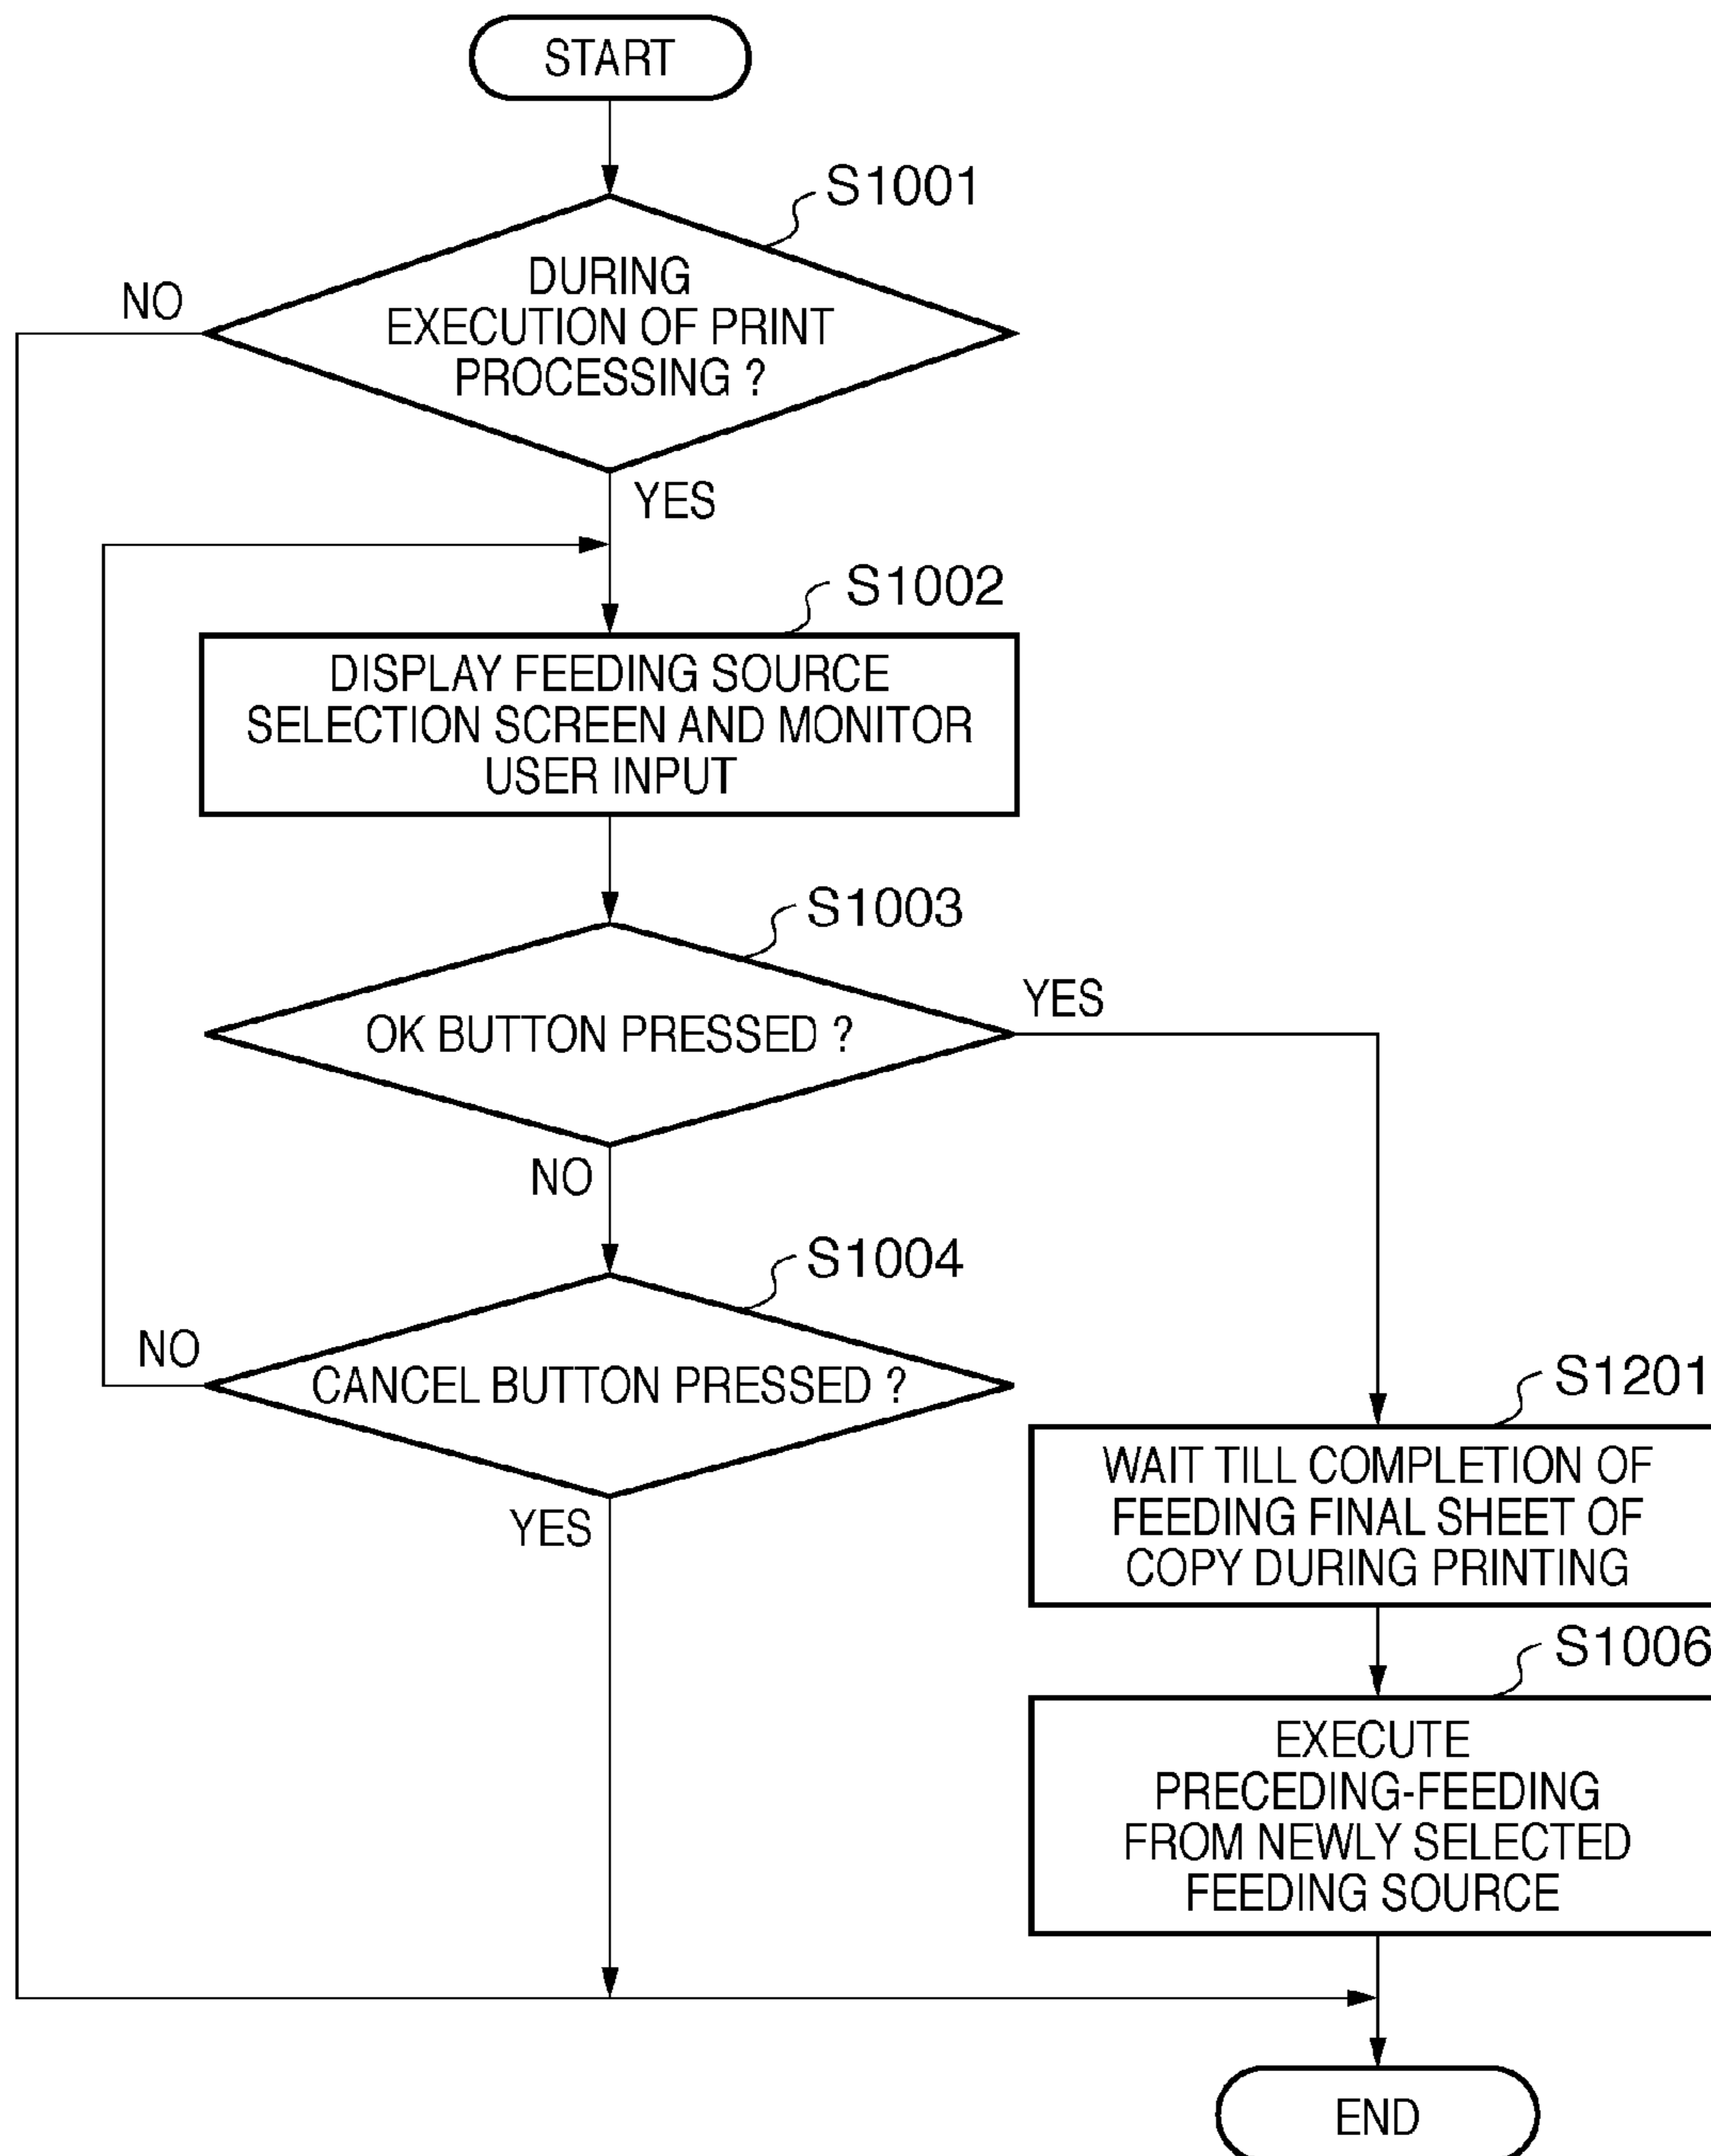 START
S1001
DURING
EXECUTION OF PRINT
PROCESSING ?
NO
YES
S1002
DISPLAY FEEDING SOURCE
SELECTION SCREEN AND MONITOR
USER INPUT
S1003
OK BUTTON PRESSED ?
YES
NO
S1004
CANCEL BUTTON PRESSED ?
NO
YES
S1201
WAIT TILL COMPLETION OF
FEEDING FINAL SHEET OF
COPY DURING PRINTING
S1006
EXECUTE
PRECEDING-FEEDING
FROM NEWLY SELECTED
FEEDING SOURCE
END